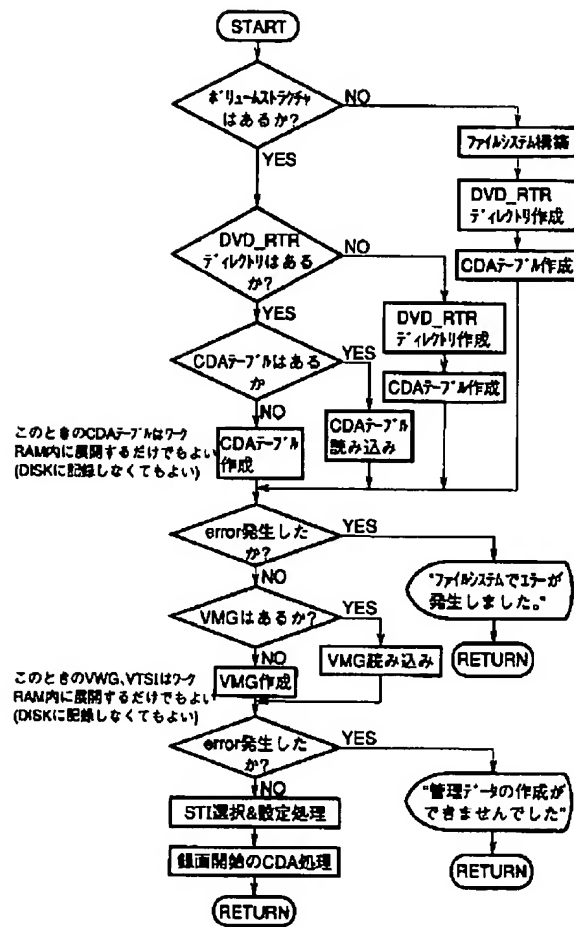 START
ボリュームストラクチャ
はあるか?
NO
YES
ファイルシステム構築
DVD_RTR
ディレクトリ作成
CDAテーブル作成
DVD_RTR
ディレクトリはある
か?
NO
YES
DVD_RTR
ディレクトリ作成
CDAテーブル作成
CDAテーブルはある
か
YES
NO
CDAテーブル
読み込み
このときのCDAテーブルはワーク
RAM内に展開するだけでもよい
(DISKに記録しなくてもよい)
CDAテーブル
作成
error発生した
か?
YES
NO
"ファイルシステムでエラーが
発生しました。"
RETURN
VMGはあるか?
YES
NO
VMG読み込み
このときのVWG、VTSIはワーク
RAM内に展開するだけでもよい
(DISKに記録しなくてもよい)
VMG作成
error発生した
か?
YES
NO
"管理データの作成が
できませんでした"
RETURN
STI選択&設定処理
録画開始のCDA処理
RETURN